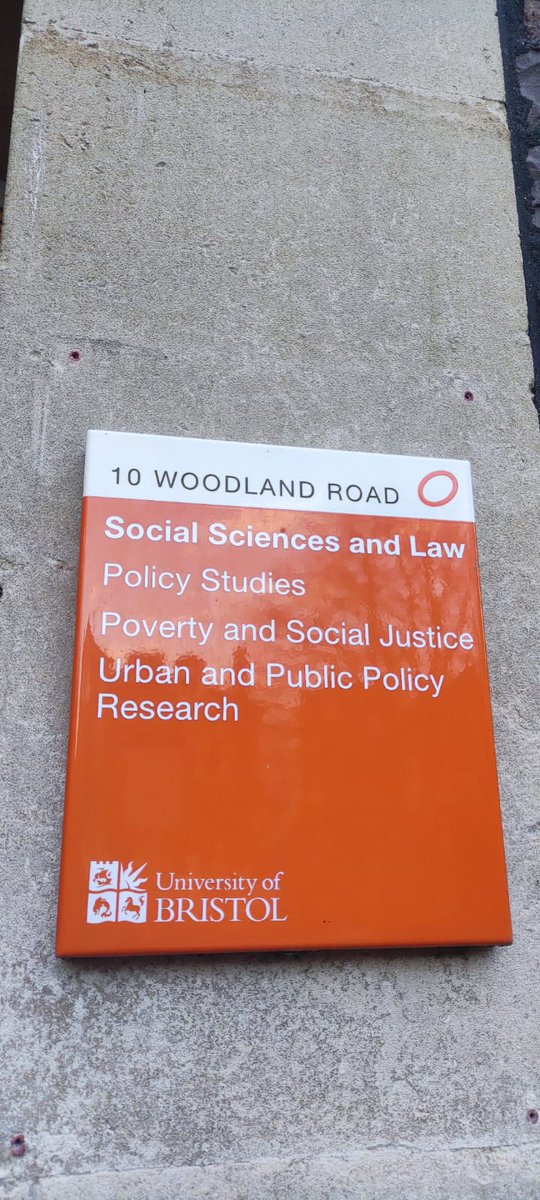 10 WOODLAND ROAD
Social Sciences and Law
Policy Studies
Poverty and Social Justice
Urban and Public Policy
Research
University of
BRISTOL